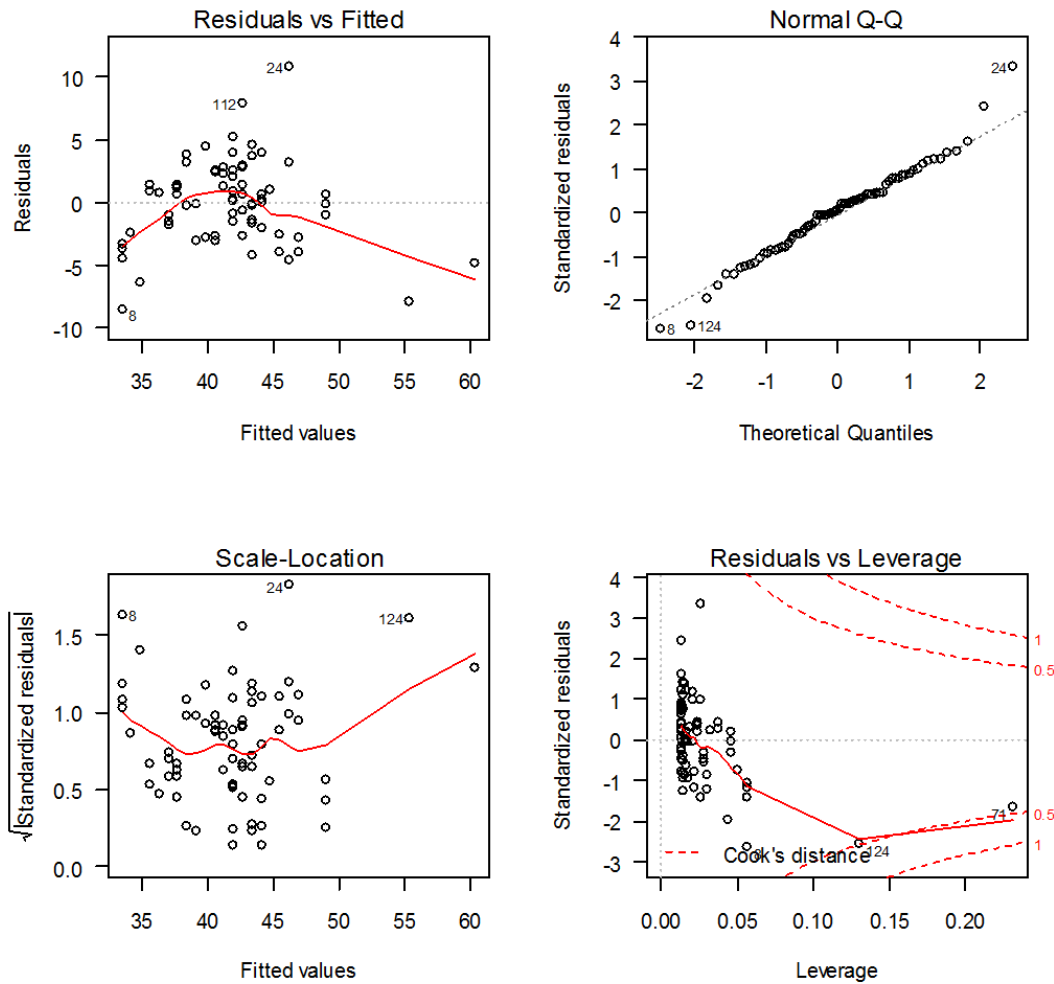 Residuals vs Fitted
Residuals
10
5
0
-5
-10
24
112
8
35 40 45 50 55 60
Fitted values
Normal Q-Q
Standardized residuals
4
3
2
1
0
-1
-2
24
8
124
-2 -1 0 1 2
Theoretical Quantiles
Scale-Location
√|Standardized residuals|
1.5
1.0
0.5
0.0
8
24
124
35 40 45 50 55 60
Fitted values
Residuals vs Leverage
Standardized residuals
4
3
2
1
0
-1
-2
-3
1
0.5
71
0.5
8
124
1
Cook's distance
0.00 0.05 0.10 0.15 0.20
Leverage